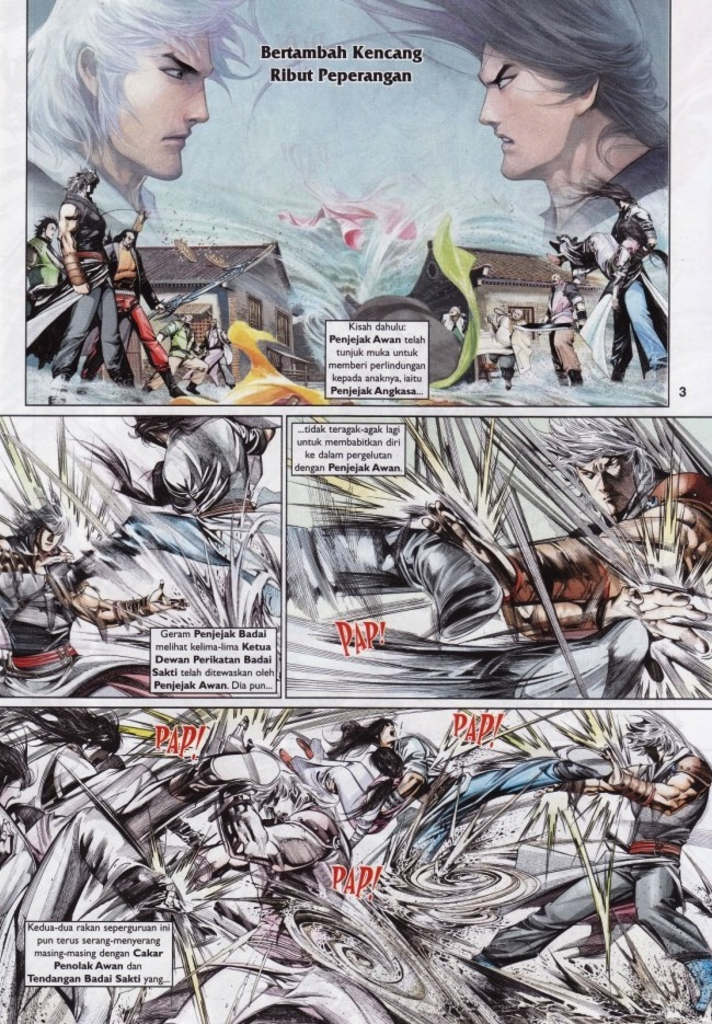 Bertambah Kencang
Ribut Peperangan
Kisah dahulu:
Penjejak Awan telah
tunjuk muka untuk
memberi perlindungan
kepada anaknya, iaitu
Penjejak Angkasa...
3
...tidak teragak-agak lagi
untuk membabitkan diri
ke dalam pergelutan
dengan Penjejak Awan.
PAP!
Geram Penjejak Badai
melihat kelima-lima Ketua
Dewan Perikatan Badai
Sakti telah ditewaskan oleh
Penjejak Awan. Dia pun...
PAP!
PAP!
PAP!
PAP!
Kedua-dua rakan seperguruan ini
pun terus serang-menyerang
masing-masing dengan Cakar
Penolak Awan dan
Tendangan Badai Sakti yang...